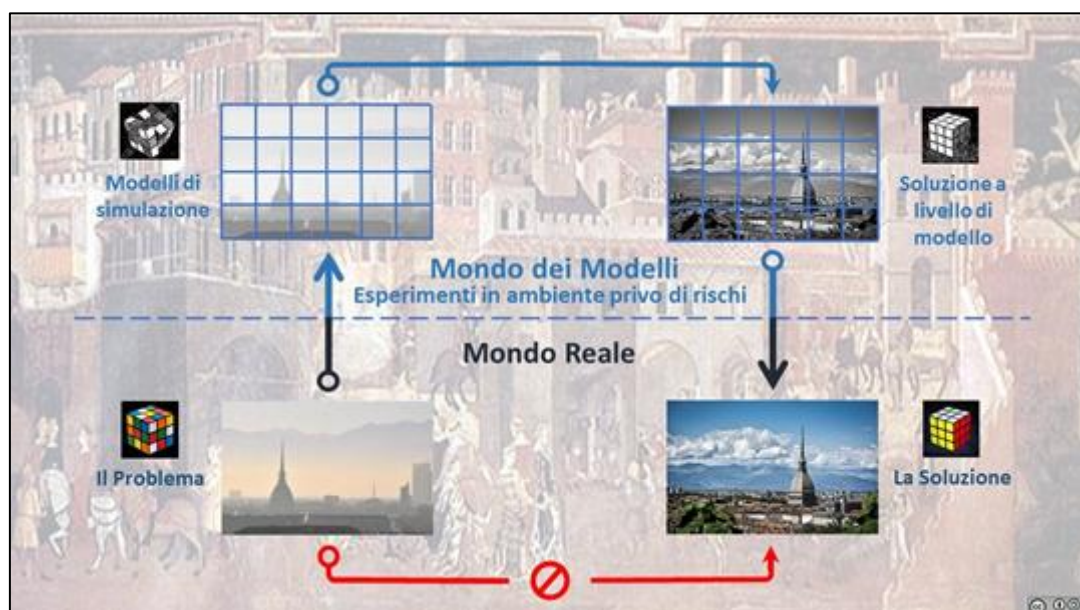 Modelli di
simulazione
Soluzione a
livello di
modello
Mondo dei Modelli
Esperimenti in ambiente privo di rischi
Mondo Reale
Il Problema
La Soluzione